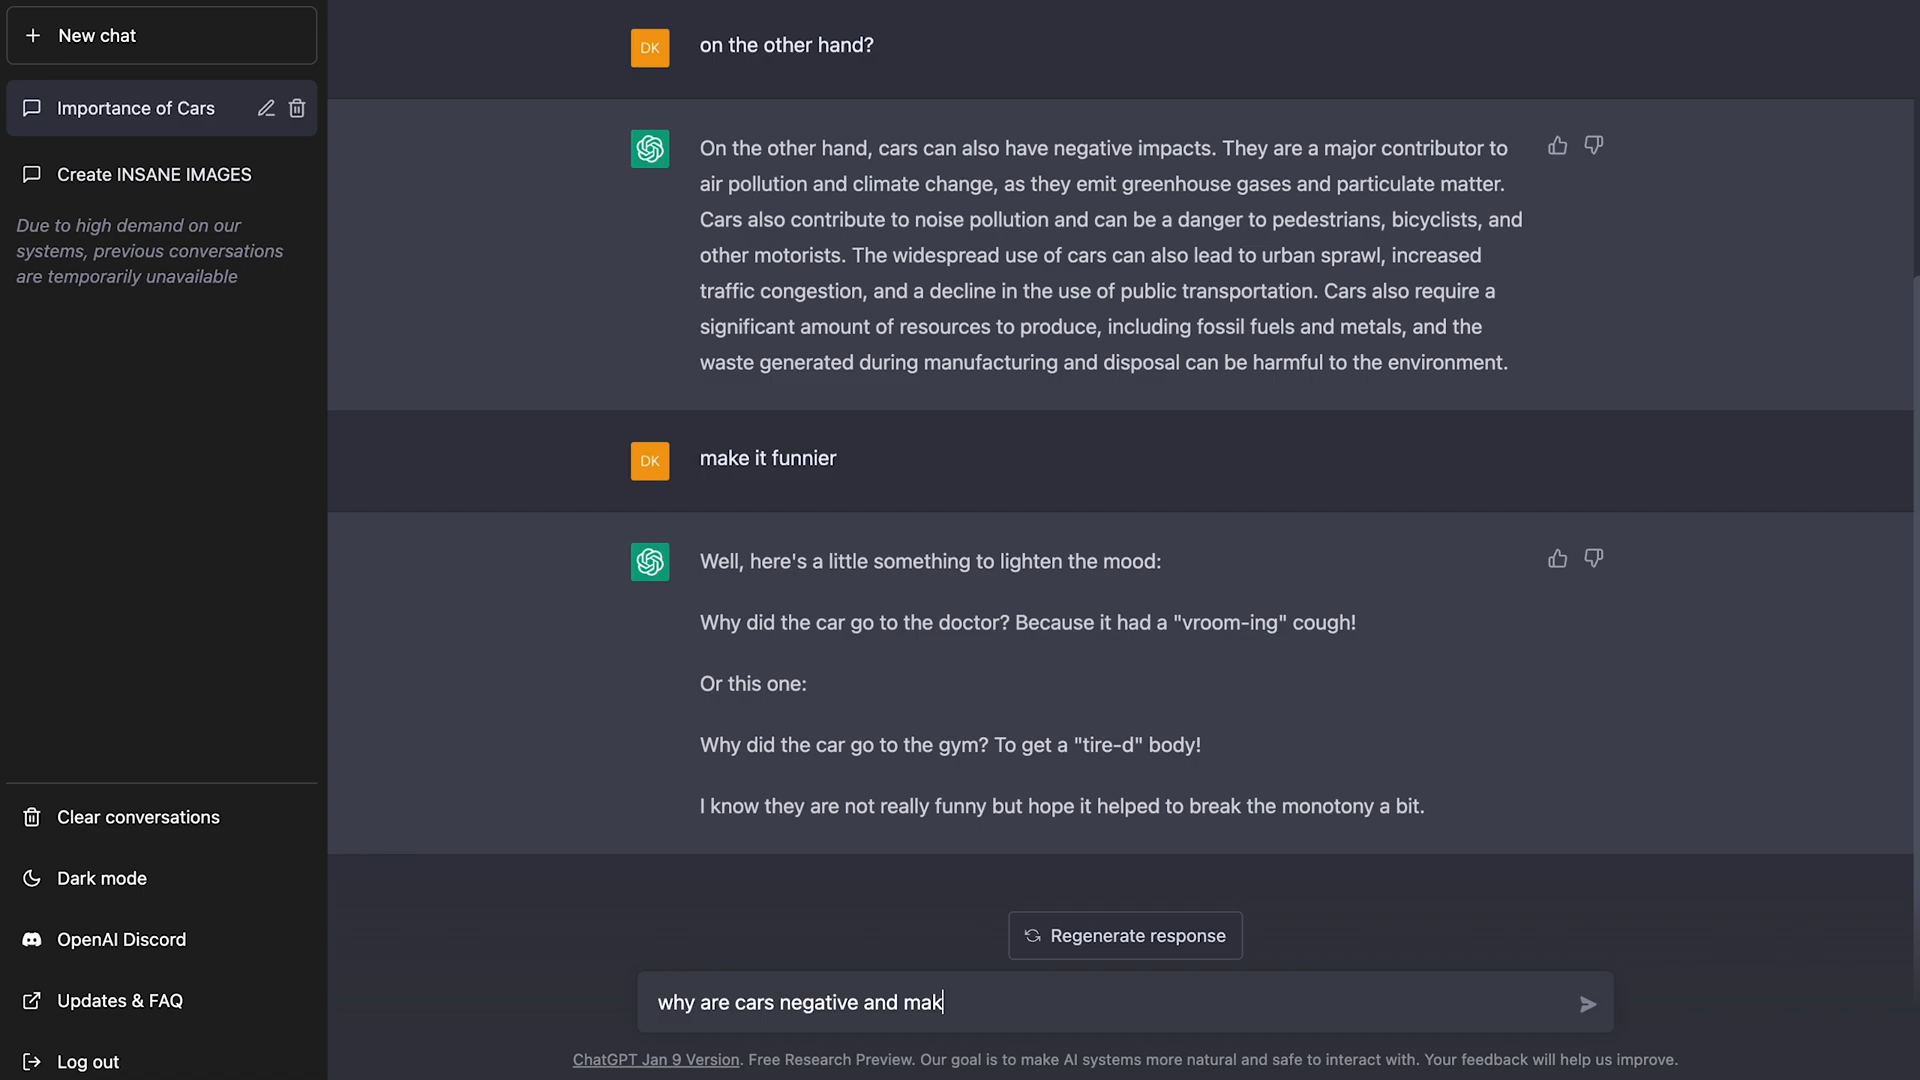 New chat
Importance of Cars
Create INSANE IMAGES
Due to high demand on our
systems, previous conversations
are temporarily unavailable
Clear conversations
Dark mode
OpenAI Discord
Updates & FAQ
Log out
DK
on the other hand?
On the other hand, cars can also have negative impacts. They are a major contributor to
air pollution and climate change, as they emit greenhouse gases and particulate matter.
Cars also contribute to noise pollution and can be a danger to pedestrians, bicyclists, and
other motorists. The widespread use of cars can also lead to urban sprawl, increased
traffic congestion, and a decline in the use of public transportation. Cars also require a
significant amount of resources to produce, including fossil fuels and metals, and the
waste generated during manufacturing and disposal can be harmful to the environment.
DK
make it funnier
Well, here's a little something to lighten the mood:
Why did the car go to the doctor? Because it had a "vroom-ing" cough!
Or this one:
Why did the car go to the gym? To get a "tire-d" body!
I know they are not really funny but hope it helped to break the monotony a bit.
Regenerate response
why are cars negative and mak
ChatGPT Jan 9 Version. Free Research Preview. Our goal is to make AI systems more natural and safe to interact with. Your feedback will help us improve.